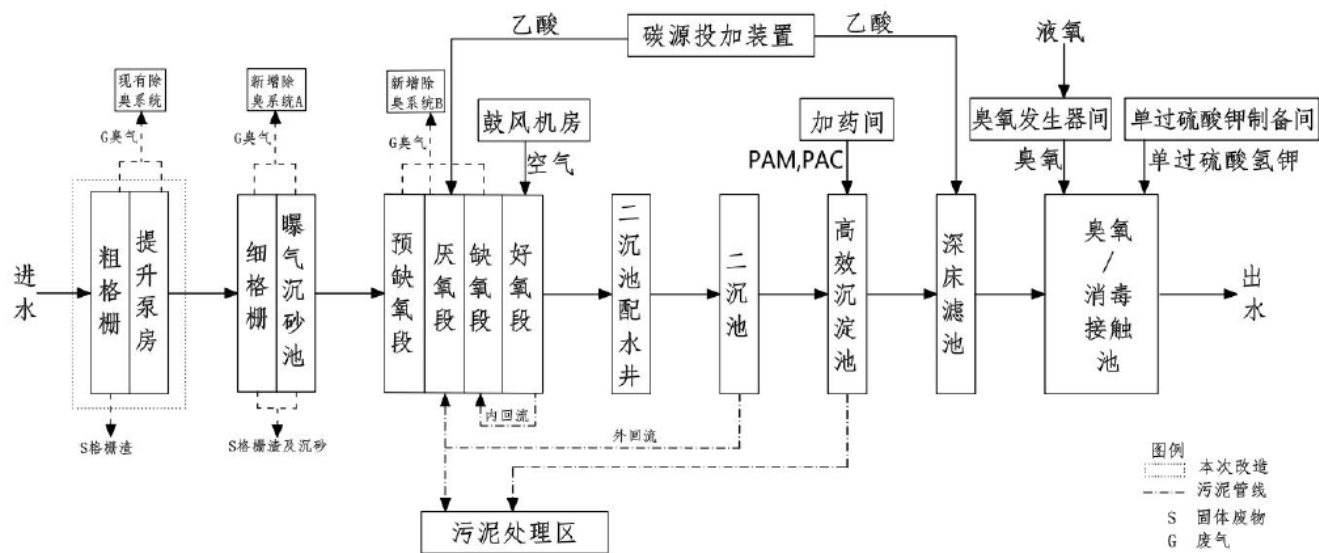 乙酸
碳源投加装置
乙酸
液氧
现有除
臭系统
新增除
臭系统A
新增除
臭系统B
鼓风机房
加药间
臭氧发生器间
单过硫酸钾制备间
G臭气
G臭气
G臭气
空气
PAM,PAC
臭氧
单过硫酸氢钾
进水
粗格栅
提升泵房
细格栅
曝气沉砂池
预缺氧段
厌氧段
缺氧段
好氧段
二沉池配水井
二沉池
高效沉淀池
深床滤池
臭氧
/
消毒
接触
池
出水
内回流
外回流
S格栅渣
S格栅渣及沉砂
污泥处理区
图例
本次改造
污泥管线
S 固体废物
G 废气